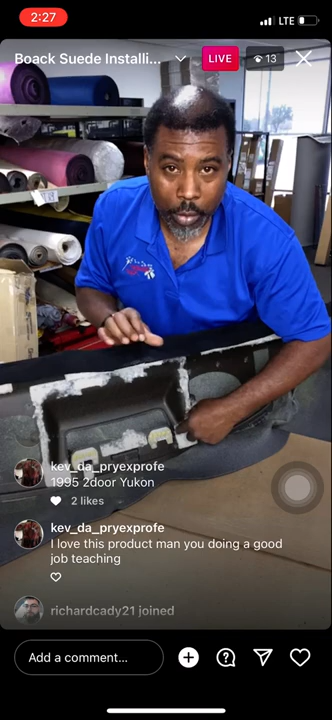 2:27
LTE
Boack Suede Installi...
LIVE
13
kev_da_pryexprofe
1995 2door Yukon
2 likes
kev_da_pryexprofe
I love this product man you doing a good
job teaching
richardcady21 joined
Add a comment...